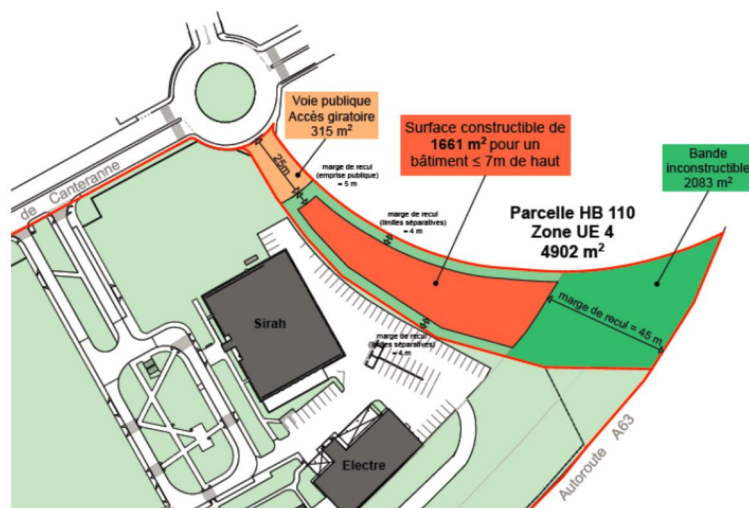 Voie publique
Accès giratoire
315 m²
25m
marge de recul
(emprise publique)
= 5 m
Surface constructible de
1661 m² pour un
bâtiment ≤ 7m de haut
Bande
inconstructible
2083 m²
de Canteranne
marge de recul
(limites séparatives)
= 4 m
Parcelle HB 110
Zone UE 4
4902 m²
marge de recul = 45 m
Sirah
marge de recul
(limites séparatives)
= 4 m
Electre
Autoroute A63